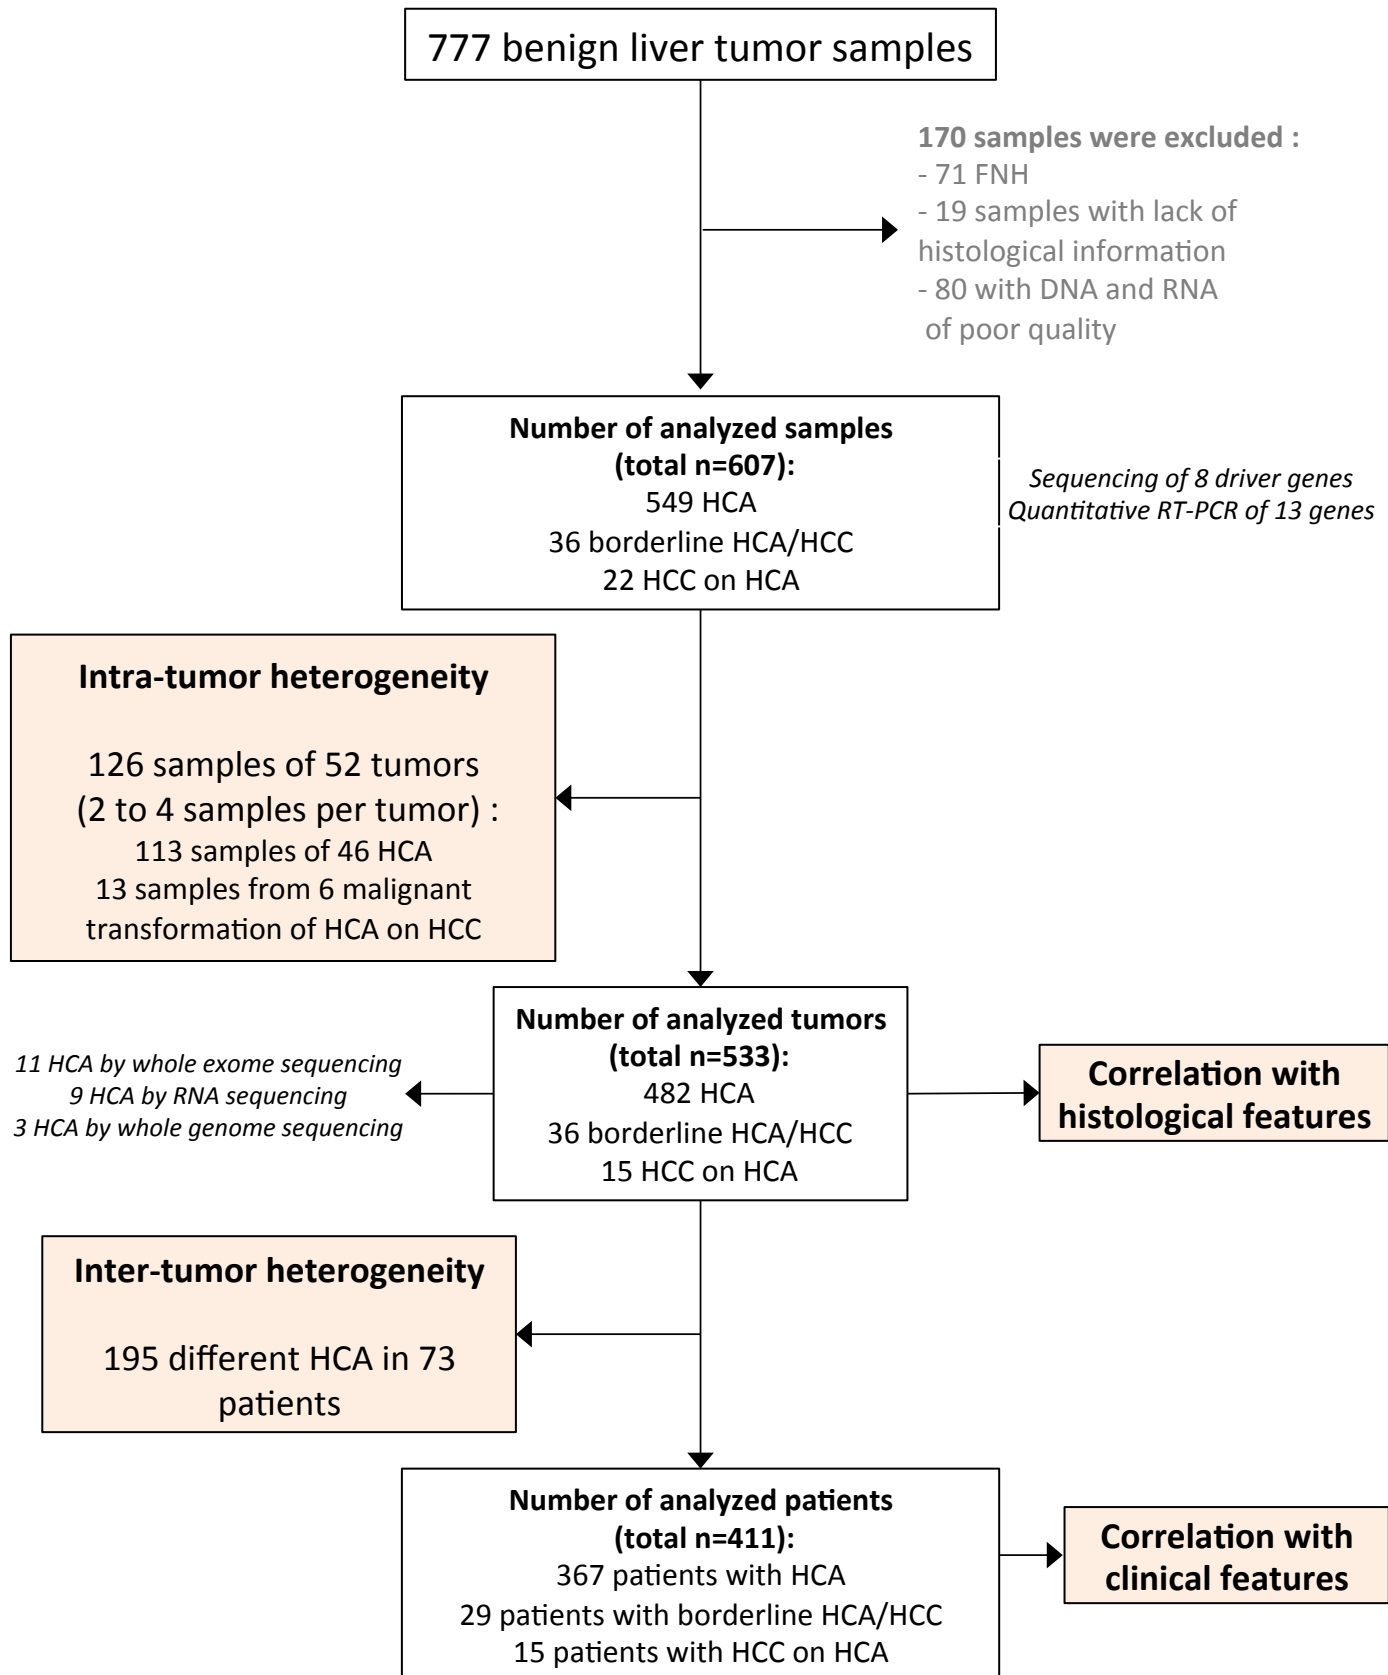 777 benign liver tumor samples
170 samples were excluded :
- 71 FNH
- 19 samples with lack of
histological information
- 80 with DNA and RNA
of poor quality
Number of analyzed samples
(total n=607):
549 HCA
36 borderline HCA/HCC
22 HCC on HCA
Sequencing of 8 driver genes
Quantitative RT-PCR of 13 genes
Intra-tumor heterogeneity
126 samples of 52 tumors
(2 to 4 samples per tumor) :
113 samples of 46 HCA
13 samples from 6 malignant
transformation of HCA on HCC
Number of analyzed tumors
(total n=533):
482 HCA
36 borderline HCA/HCC
15 HCC on HCA
11 HCA by whole exome sequencing
9 HCA by RNA sequencing
3 HCA by whole genome sequencing
Correlation with
histological features
Inter-tumor heterogeneity
195 different HCA in 73
patients
Number of analyzed patients
(total n=411):
367 patients with HCA
29 patients with borderline HCA/HCC
15 patients with HCC on HCA
Correlation with
clinical features